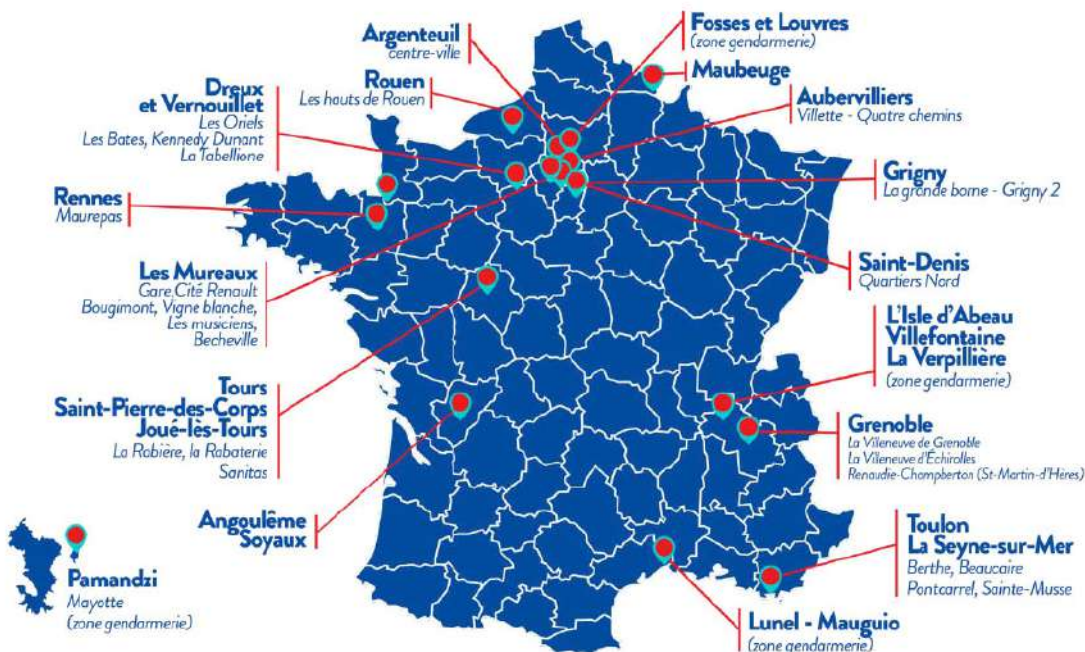 Argenteuil
centre-ville
Fosses et Louvres
(zone gendarmerie)
Rouen
Les hauts de Rouen
Maubeuge
Dreux
et Vernouillet
Les Oriels
Les Bates, Kennedy Dunant
La Tabellione
Aubervilliers
Villette - Quatre chemins
Rennes
Maurepas
Grigny
La grande borne - Grigny 2
Les Mureaux
Gare, Cité Renault
Bougimont, Vigne blanche,
Les musiciens,
Becheville
Saint-Denis
Quartiers Nord
L'Isle d'Abeau
Villefontaine
La Verpillière
(zone gendarmerie)
Tours
Saint-Pierre-des-Corps
Joué-lès-Tours
La Rabière, la Rabaterie
Sanitas
Grenoble
La Villeneuve de Grenoble
La Villeneuve d'Échirolles
Renaudie-Champberton (St-Martin-d'Hères)
Angoulême
Soyaux
Toulon
La Seyne-sur-Mer
Berthe, Beaucaire
Pontcarrel, Sainte-Musse
Pamandzi
Mayotte
(zone gendarmerie)
Lunel - Mauguio
(zone gendarmerie)